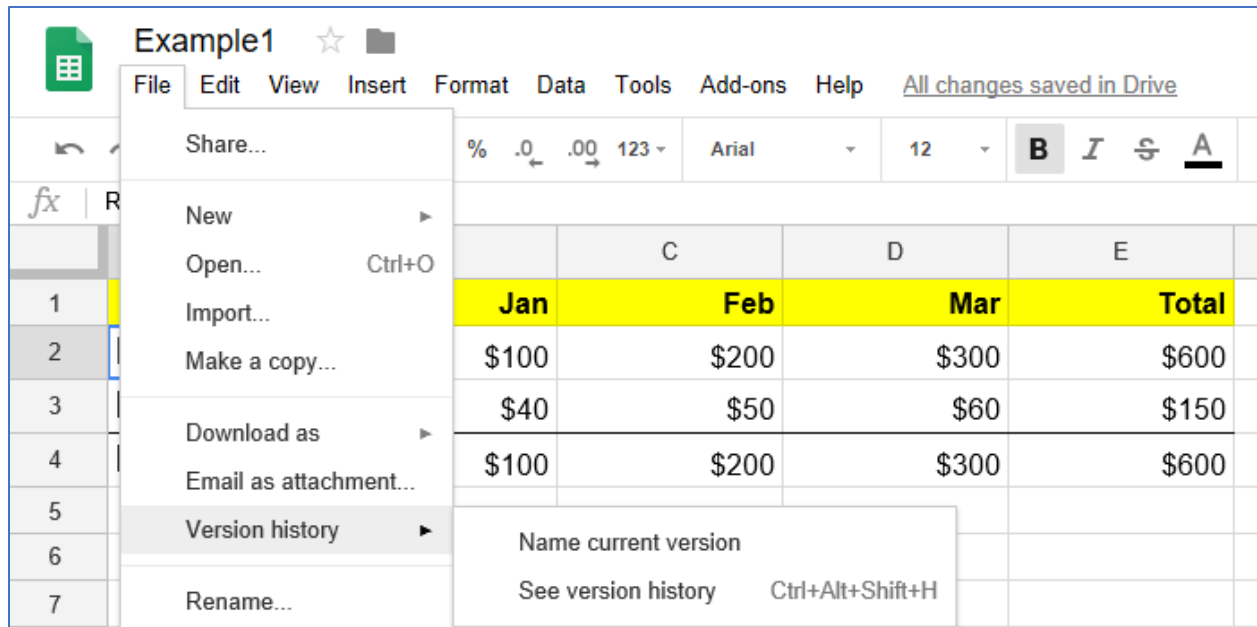 Example1
File Edit View Insert Format Data Tools Add-ons Help All changes saved in Drive
Share...
% .0 .00 123 Arial 12 B I S A
fx R
New
Open... Ctrl+O
Import...
Make a copy...
Download as
Email as attachment...
Version history
Rename...
C D E
1 Jan Feb Mar Total
2 $100 $200 $300 $600
3 $40 $50 $60 $150
4 $100 $200 $300 $600
5
6
7
Name current version
See version history Ctrl+Alt+Shift+H